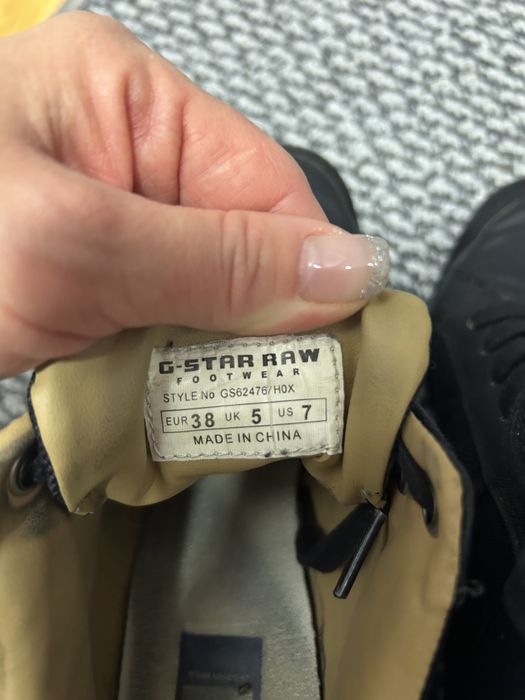 G-STAR RAW
FOOTWEAR
STYLE No GS62476/H0X
EUR 38 UK 5 US 7
MADE IN CHINA